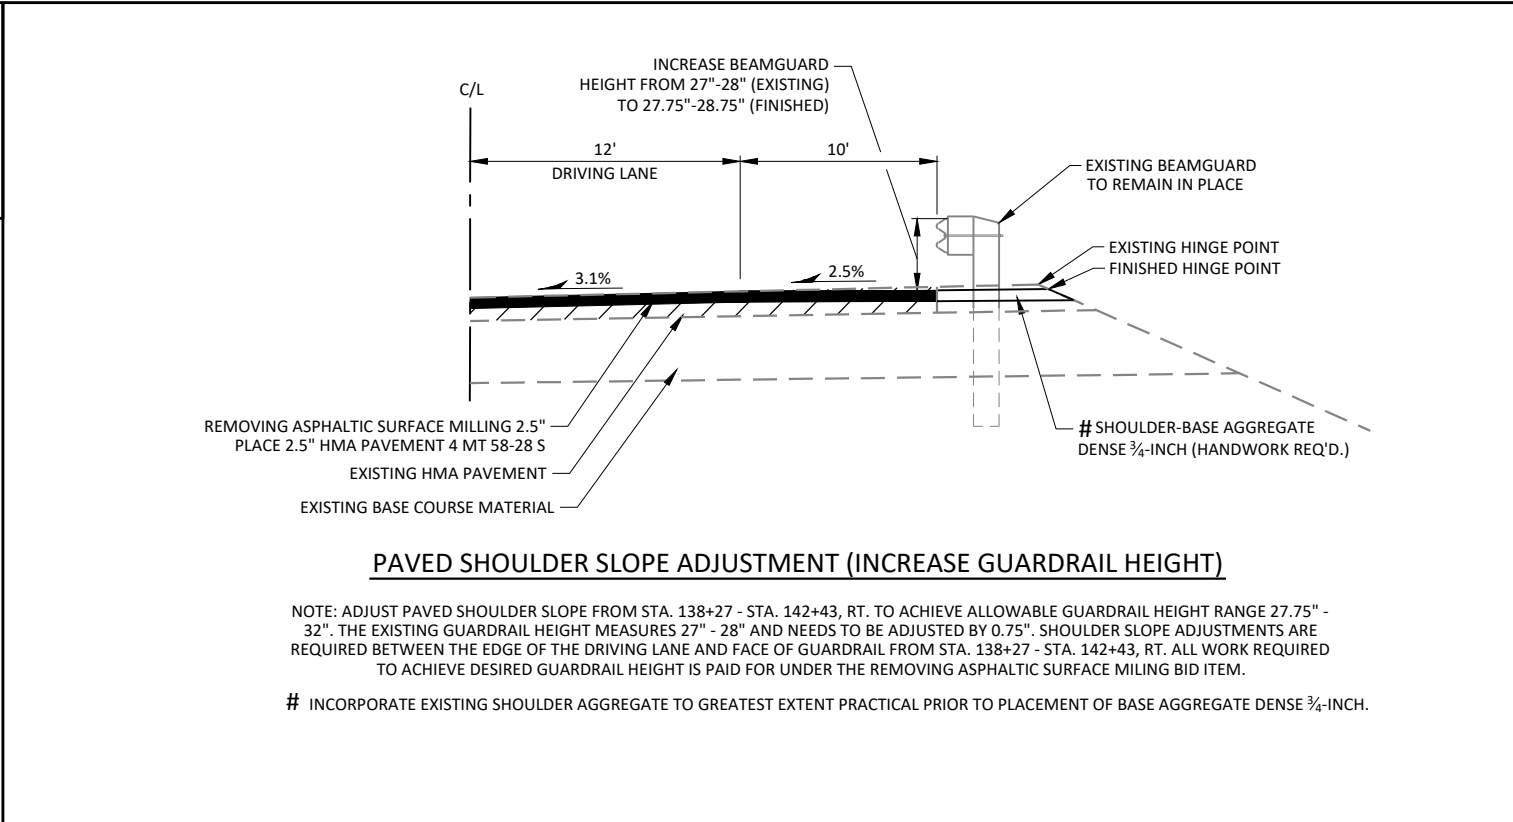 INCREASE BEAMGUARD
HEIGHT FROM 27"-28" (EXISTING)
TO 27.75"-28.75" (FINISHED)
C/L
12'
DRIVING LANE
10'
EXISTING BEAMGUARD
TO REMAIN IN PLACE
EXISTING HINGE POINT
FINISHED HINGE POINT
3.1%
2.5%
REMOVING ASPHALTIC SURFACE MILLING 2.5"
PLACE 2.5" HMA PAVEMENT 4 MT 58-28 S
EXISTING HMA PAVEMENT
EXISTING BASE COURSE MATERIAL
# SHOULDER-BASE AGGREGATE
DENSE ¾-INCH (HANDWORK REQ'D.)
PAVED SHOULDER SLOPE ADJUSTMENT (INCREASE GUARDRAIL HEIGHT)
NOTE: ADJUST PAVED SHOULDER SLOPE FROM STA. 138+27 - STA. 142+43, RT. TO ACHIEVE ALLOWABLE GUARDRAIL HEIGHT RANGE 27.75" -
32". THE EXISTING GUARDRAIL HEIGHT MEASURES 27" - 28" AND NEEDS TO BE ADJUSTED BY 0.75". SHOULDER SLOPE ADJUSTMENTS ARE
REQUIRED BETWEEN THE EDGE OF THE DRIVING LANE AND FACE OF GUARDRAIL FROM STA. 138+27 - STA. 142+43, RT. ALL WORK REQUIRED
TO ACHIEVE DESIRED GUARDRAIL HEIGHT IS PAID FOR UNDER THE REMOVING ASPHALTIC SURFACE MILING BID ITEM.
# INCORPORATE EXISTING SHOULDER AGGREGATE TO GREATEST EXTENT PRACTICAL PRIOR TO PLACEMENT OF BASE AGGREGATE DENSE ¾-INCH.